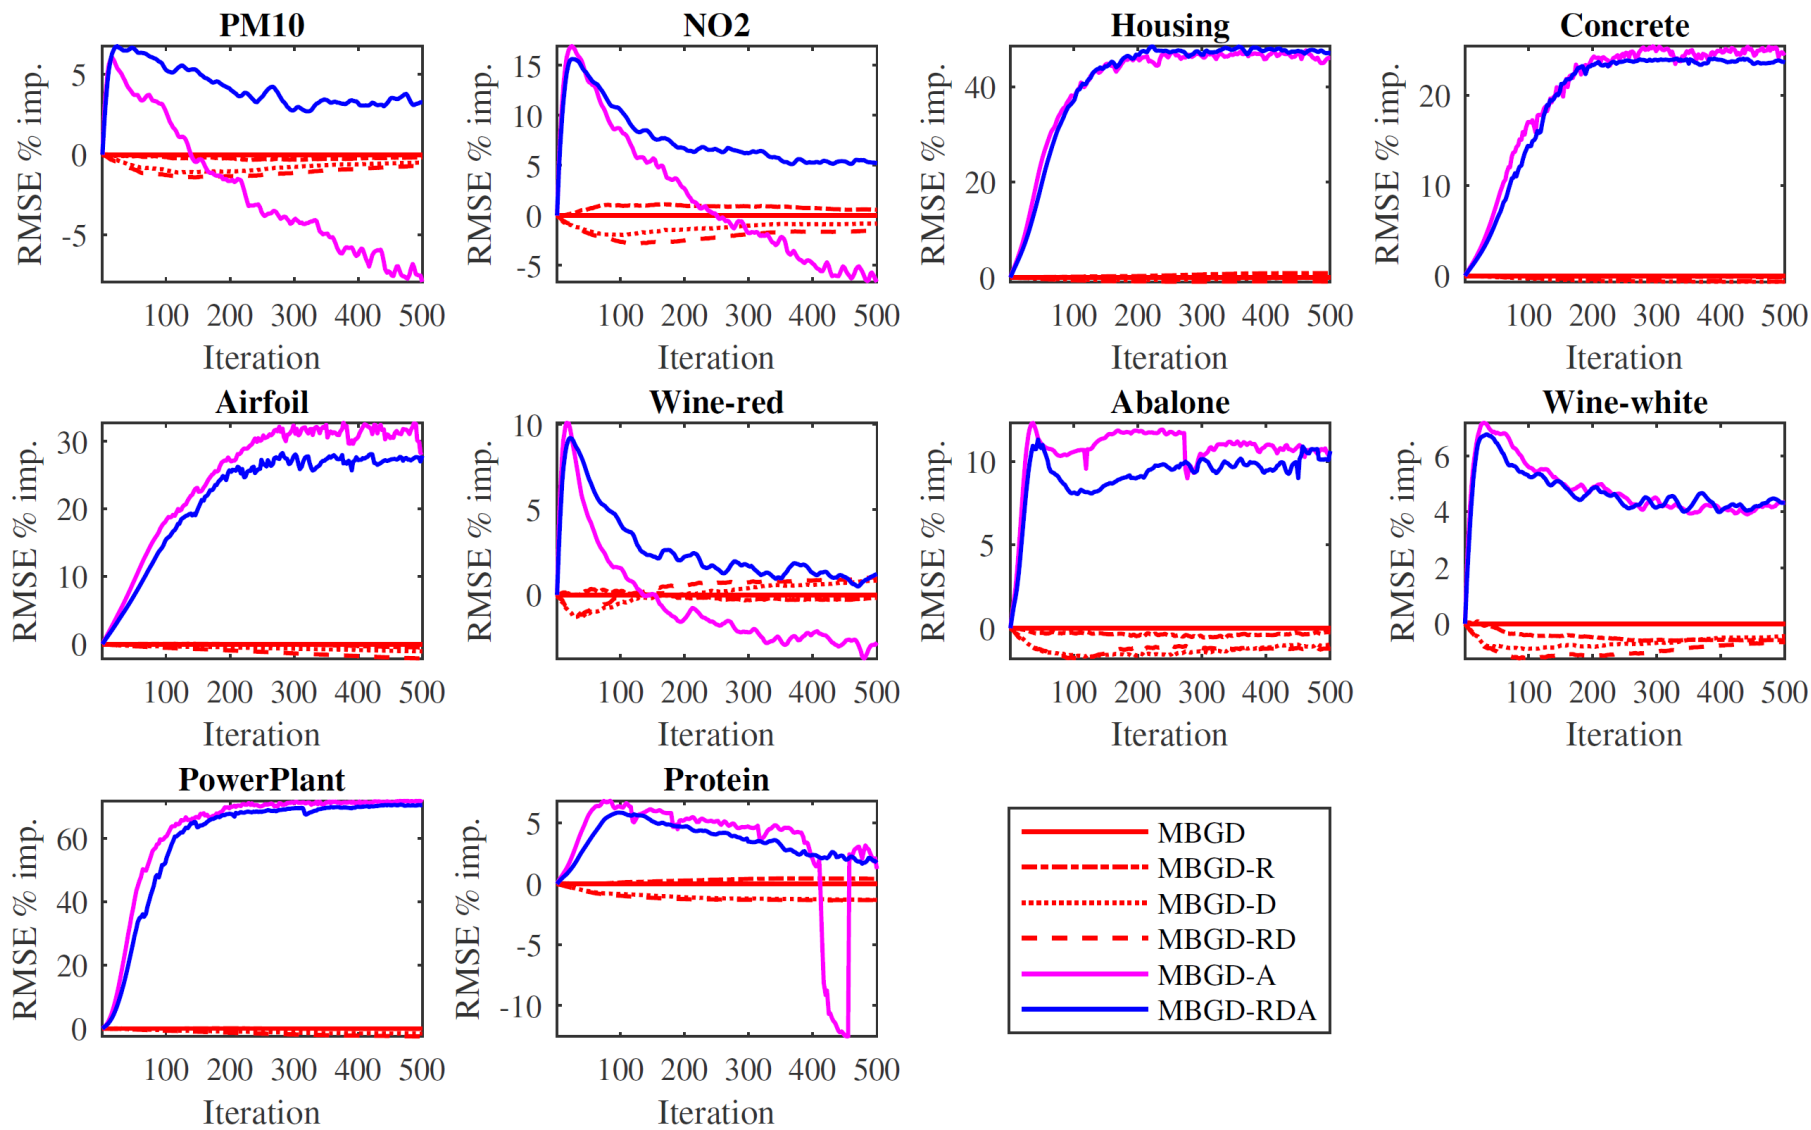 PM10
NO2
Housing
Concrete
RMSE % imp.
5
0
-5
100 200 300 400 500
Iteration
RMSE % imp.
15
10
5
0
-5
100 200 300 400 500
Iteration
RMSE % imp.
40
20
0
100 200 300 400 500
Iteration
RMSE % imp.
20
10
0
100 200 300 400 500
Iteration
Airfoil
Wine-red
Abalone
Wine-white
RMSE % imp.
30
20
10
0
100 200 300 400 500
Iteration
RMSE % imp.
10
5
0
100 200 300 400 500
Iteration
RMSE % imp.
10
5
0
100 200 300 400 500
Iteration
RMSE % imp.
6
4
2
0
100 200 300 400 500
Iteration
PowerPlant
Protein
RMSE % imp.
60
40
20
0
100 200 300 400 500
Iteration
RMSE % imp.
5
0
-5
-10
100 200 300 400 500
Iteration
MBGD
MBGD-R
MBGD-D
MBGD-RD
MBGD-A
MBGD-RDA